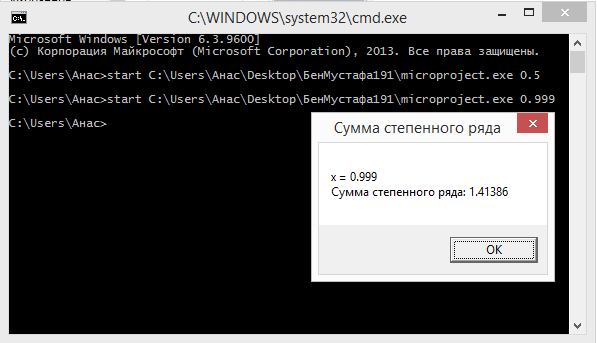 C:\WINDOWS\system32\cmd.exe
Microsoft Windows [Version 6.3.9600]
(c) Корпорация Майкрософт (Microsoft Corporation), 2013. Все права защищены.
C:\Users\Анас>start C:\Users\Анас\Desktop\БенМустафа191\microproject.exe 0.5
C:\Users\Анас>start C:\Users\Анас\Desktop\БенМустафа191\microproject.exe 0.999
C:\Users\Анас>
Сумма степенного ряда
x = 0.999
Сумма степенного ряда: 1.41386
OK